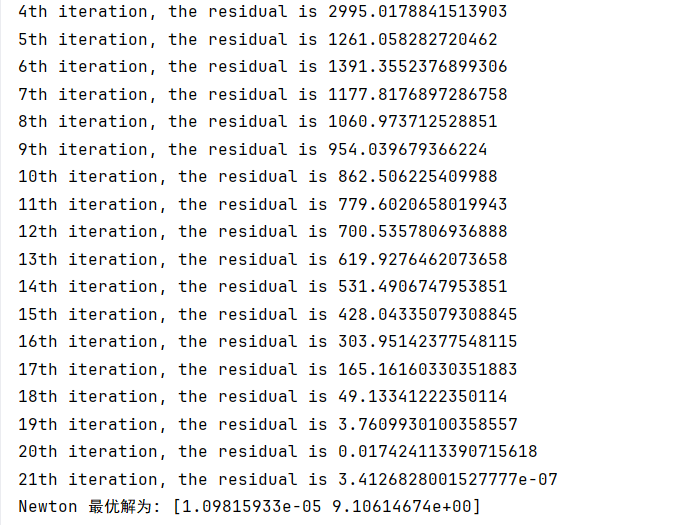 4th iteration, the residual is 2995.0178841513903
5th iteration, the residual is 1261.058282720462
6th iteration, the residual is 1391.3552376899306
7th iteration, the residual is 1177.8176897286758
8th iteration, the residual is 1060.973712528851
9th iteration, the residual is 954.039679366224
10th iteration, the residual is 862.506225409988
11th iteration, the residual is 779.6020658019943
12th iteration, the residual is 700.5357806936888
13th iteration, the residual is 619.9276462073658
14th iteration, the residual is 531.4906747953851
15th iteration, the residual is 428.04335079308845
16th iteration, the residual is 303.95142377548115
17th iteration, the residual is 165.16160330351883
18th iteration, the residual is 49.13341222350114
19th iteration, the residual is 3.7609930100358557
20th iteration, the residual is 0.017424113390715618
21th iteration, the residual is 3.4126828001527777e-07
Newton 最优解为: [1.09815933e-05 9.10614674e+00]